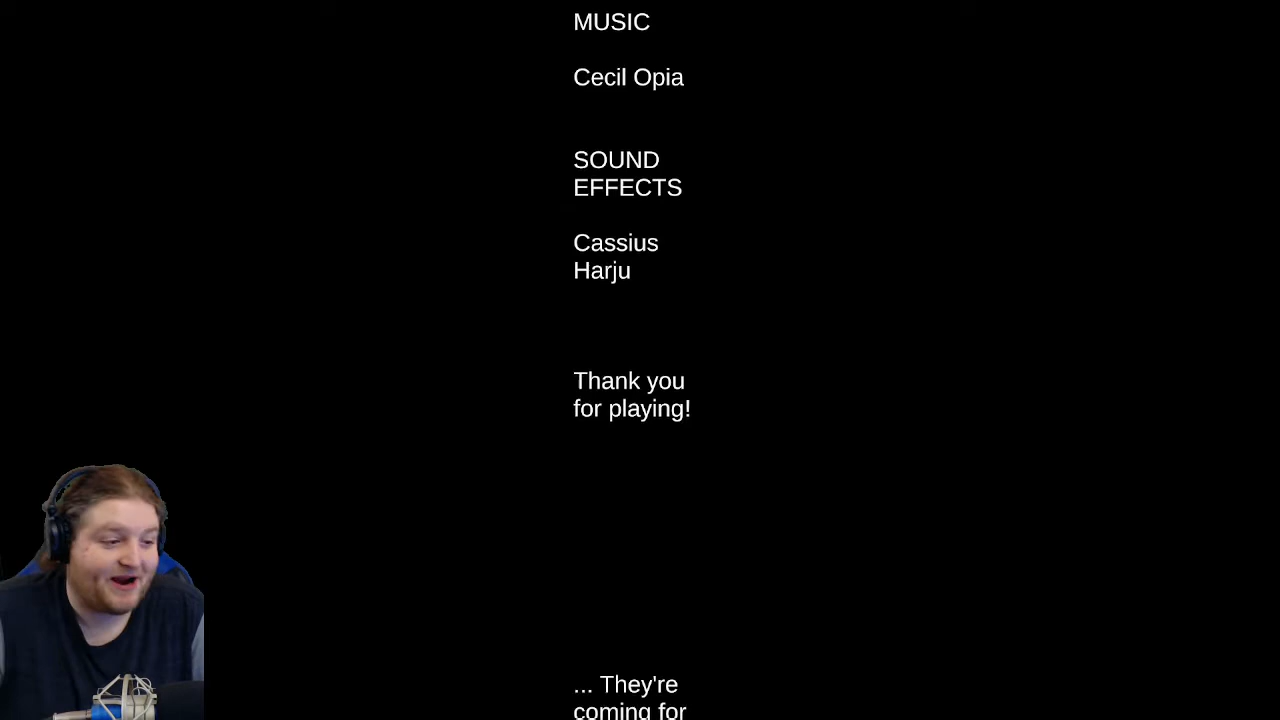 MUSIC
Cecil Opia
SOUND
EFFECTS
Cassius
Harju
Thank you
for playing!
... They're
coming for